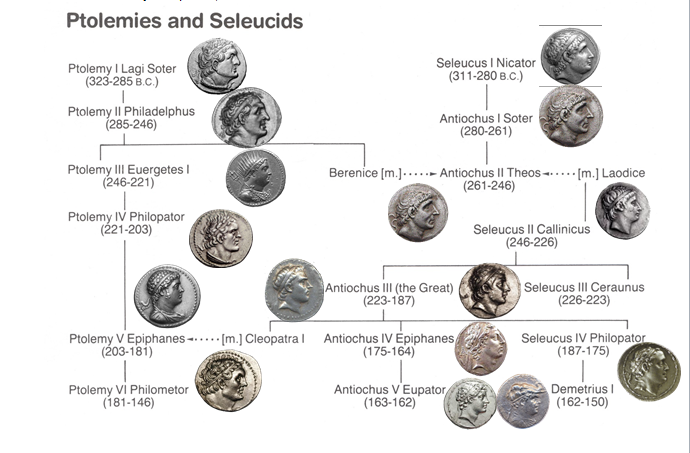 Ptolemies and Seleucids
Ptolemy I Lagi Soter
(323-285 B.C.)
Seleucus I Nicator
(311-280 B.C.)
Ptolemy II Philadelphus
(285-246)
Antiochus I Soter
(280-261)
Ptolemy III Euergetes I
(246-221)
Berenice [m.]
Antiochus II Theos
(261-246)
[m.] Laodice
Ptolemy IV Philopator
(221-203)
Seleucus II Callinicus
(246-226)
Antiochus III (the Great)
(223-187)
Seleucus III Ceraunus
(226-223)
Ptolemy V Epiphanes
(203-181)
[m.] Cleopatra I
Antiochus IV Epiphanes
(175-164)
Seleucus IV Philopator
(187-175)
Ptolemy VI Philometor
(181-146)
Antiochus V Eupator
(163-162)
Demetrius I
(162-150)